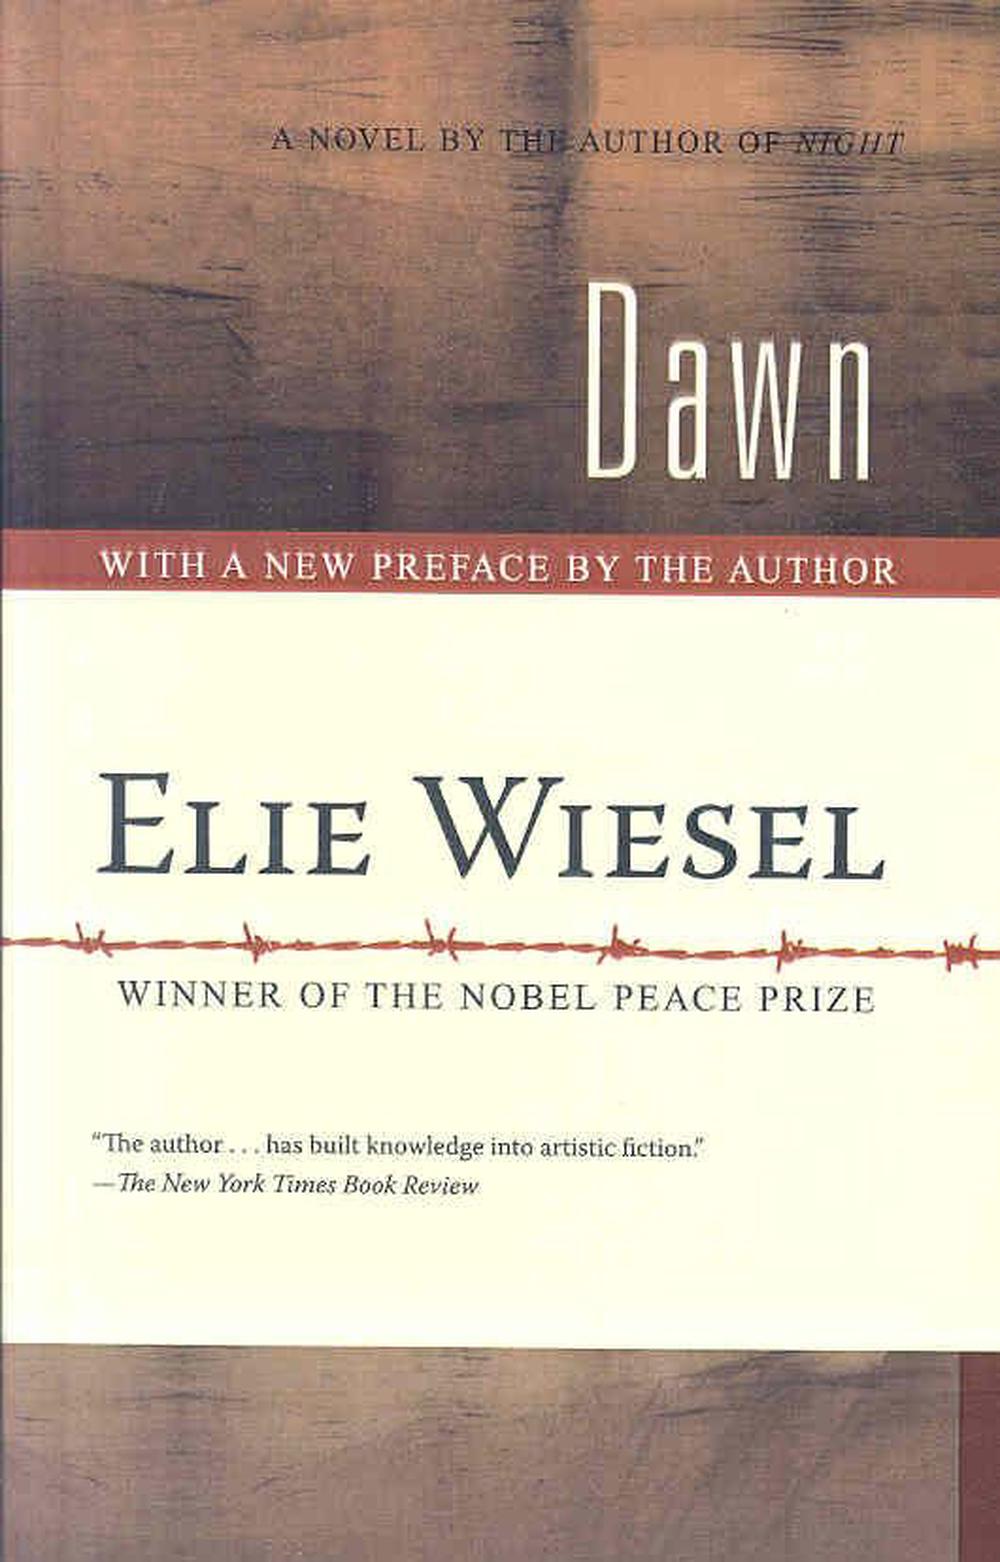 A NOVEL BY THE AUTHOR OF NIGHT
Dawn
WITH A NEW PREFACE BY THE AUTHOR
ELIE WIESEL
WINNER OF THE NOBEL PEACE PRIZE
“The author . . . has built knowledge into artistic fiction.”
—The New York Times Book Review